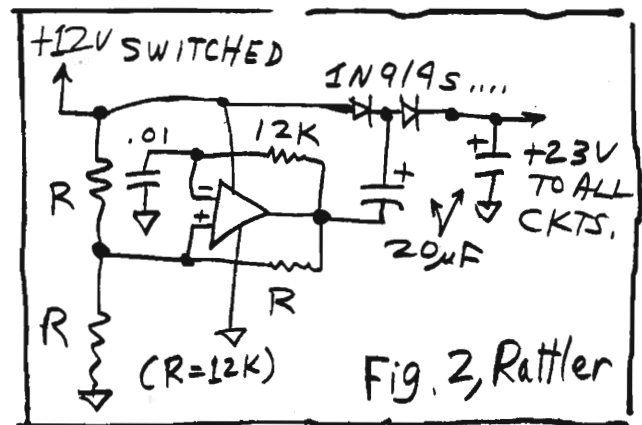 +12V SWITCHED
1N914s....
.01
12K
+
+23V
TO ALL
CKTS.
+
R
-
+
20µF
R
R
(R=12K)
Fig. 2, Rattler